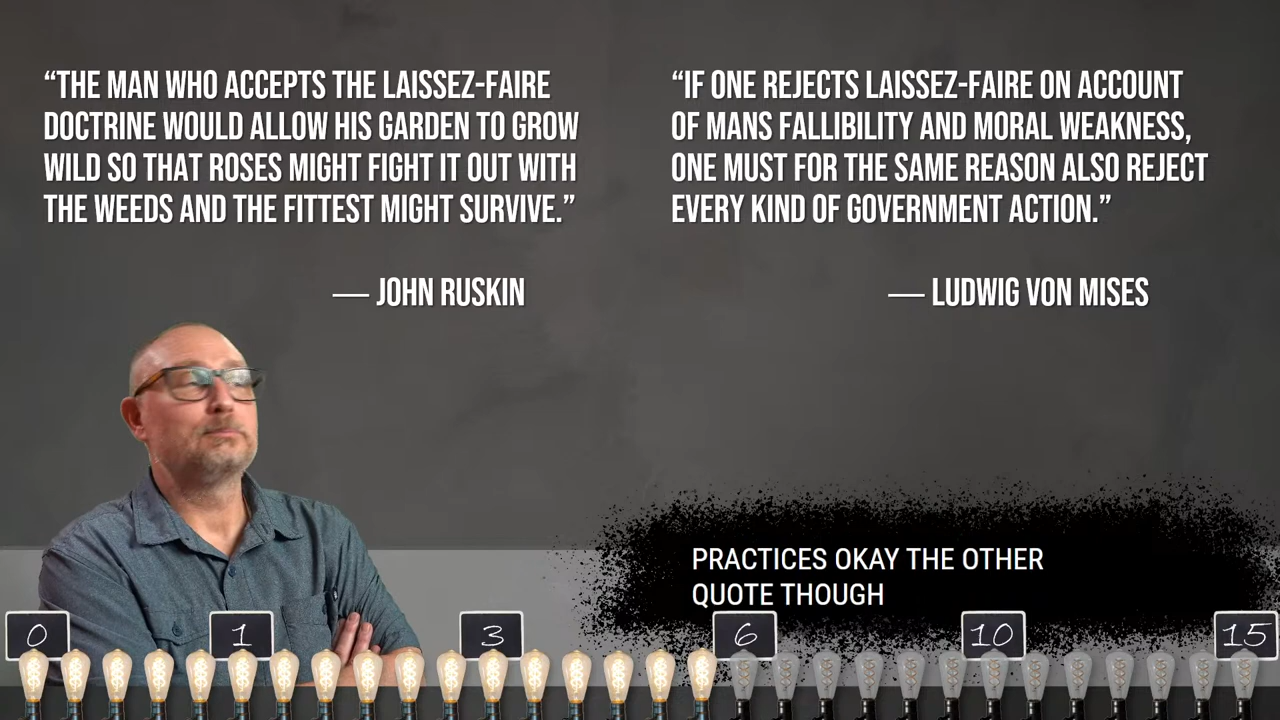 “THE MAN WHO ACCEPTS THE LAISSEZ-FAIRE
DOCTRINE WOULD ALLOW HIS GARDEN TO GROW
WILD SO THAT ROSES MIGHT FIGHT IT OUT WITH
THE WEEDS AND THE FITTEST MIGHT SURVIVE.”
— JOHN RUSKIN
“IF ONE REJECTS LAISSEZ-FAIRE ON ACCOUNT
OF MANS FALLIBILITY AND MORAL WEAKNESS,
ONE MUST FOR THE SAME REASON ALSO REJECT
EVERY KIND OF GOVERNMENT ACTION.”
— LUDWIG VON MISES
PRACTICES OKAY THE OTHER
QUOTE THOUGH
0 1 3 6 10 15